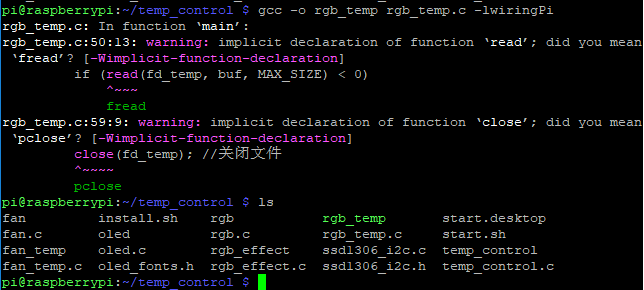 pi@raspberrypi:~/temp_control $ gcc -o rgb_temp rgb_temp.c -lwiringPi
rgb_temp.c: In function ‘main’:
rgb_temp.c:50:13: warning: implicit declaration of function ‘read’; did you mean
‘fread’? [-Wimplicit-function-declaration]
if (read(fd_temp, buf, MAX_SIZE) < 0)
^~~~
fread
rgb_temp.c:59:9: warning: implicit declaration of function ‘close’; did you mean
‘pclose’? [-Wimplicit-function-declaration]
close(fd_temp); //关闭文件
^~~~~
pclose
pi@raspberrypi:~/temp_control $ ls
fan install.sh rgb rgb_temp start.desktop
fan.c oled rgb.c rgb_temp.c start.sh
fan_temp oled.c rgb_effect ssd1306_i2c.c temp_control
fan_temp.c oled_fonts.h rgb_effect.c ssd1306_i2c.h temp_control.c
pi@raspberrypi:~/temp_control $